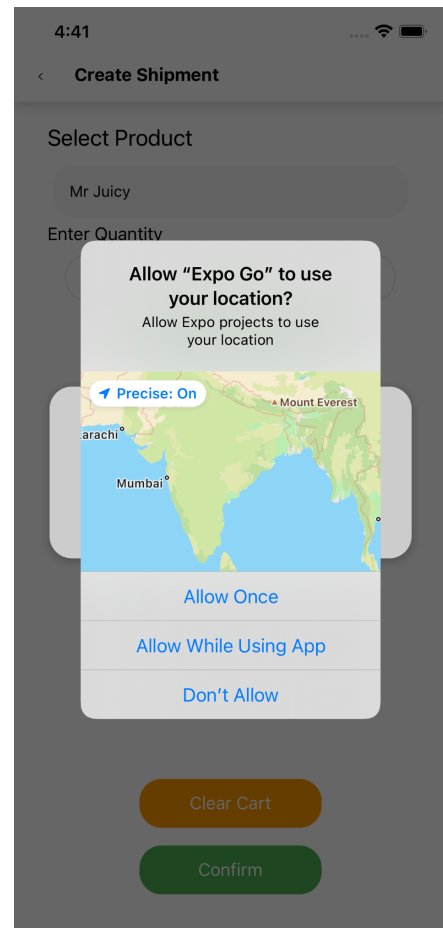 4:41
‹ Create Shipment
Select Product
Mr Juicy
Enter Quantity
Allow “Expo Go” to use
your location?
Allow Expo projects to use
your location
Precise: On
Mount Everest
arachi
Mumbai
Allow Once
Allow While Using App
Don’t Allow
Clear Cart
Confirm